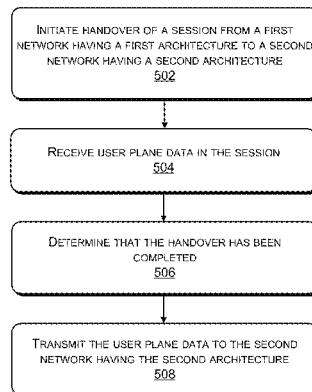 INITIATE HANDOVER OF A SESSION FROM A FIRST
NETWORK HAVING A FIRST ARCHITECTURE TO A SECOND
NETWORK HAVING A SECOND ARCHITECTURE
502
RECEIVE USER PLANE DATA IN THE SESSION
504
DETERMINE THAT THE HANDOVER HAS BEEN
COMPLETED
506
TRANSMIT THE USER PLANE DATA TO THE SECOND
NETWORK HAVING THE SECOND ARCHITECTURE
508